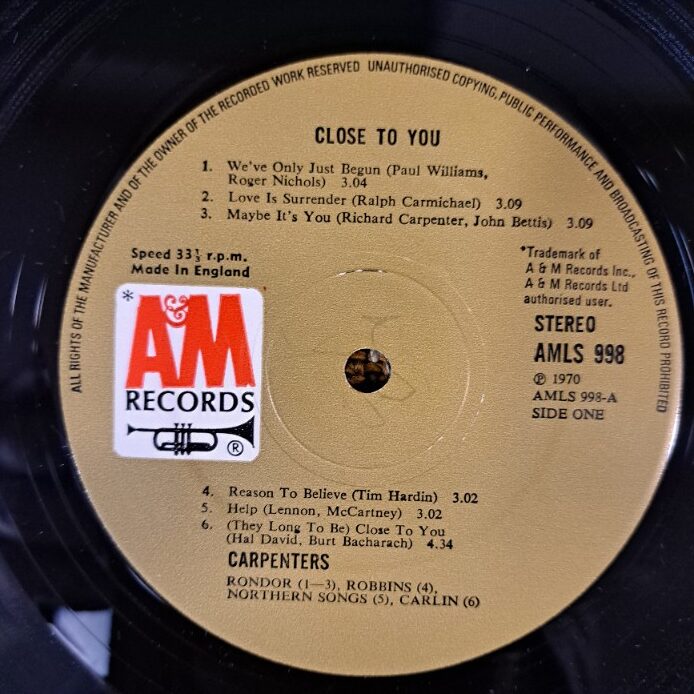 ALL RIGHTS OF THE MANUFACTURER AND OF THE OWNER OF THE RECORDED WORK RESERVED UNAUTHORISED COPYING, PUBLIC PERFORMANCE AND BROADCASTING OF THIS RECORD PROHIBITED
CLOSE TO YOU
1. We've Only Just Begun (Paul Williams,
Roger Nichols) 3.04
2. Love Is Surrender (Ralph Carmichael) 3.09
3. Maybe It's You (Richard Carpenter, John Bettis) 3.09
Speed 33⅓ r.p.m.
Made In England
*
A&M
RECORDS
®
*Trademark of
A & M Records Inc.,
A & M Records Ltd
authorised user.
STEREO
AMLS 998
℗ 1970
AMLS 998-A
SIDE ONE
4. Reason To Believe (Tim Hardin) 3.02
5. Help (Lennon, McCartney) 3.02
6. (They Long To Be) Close To You
(Hal David, Burt Bacharach) 4.34
CARPENTERS
RONDOR (1—3), ROBBINS (4),
NORTHERN SONGS (5), CARLIN (6)